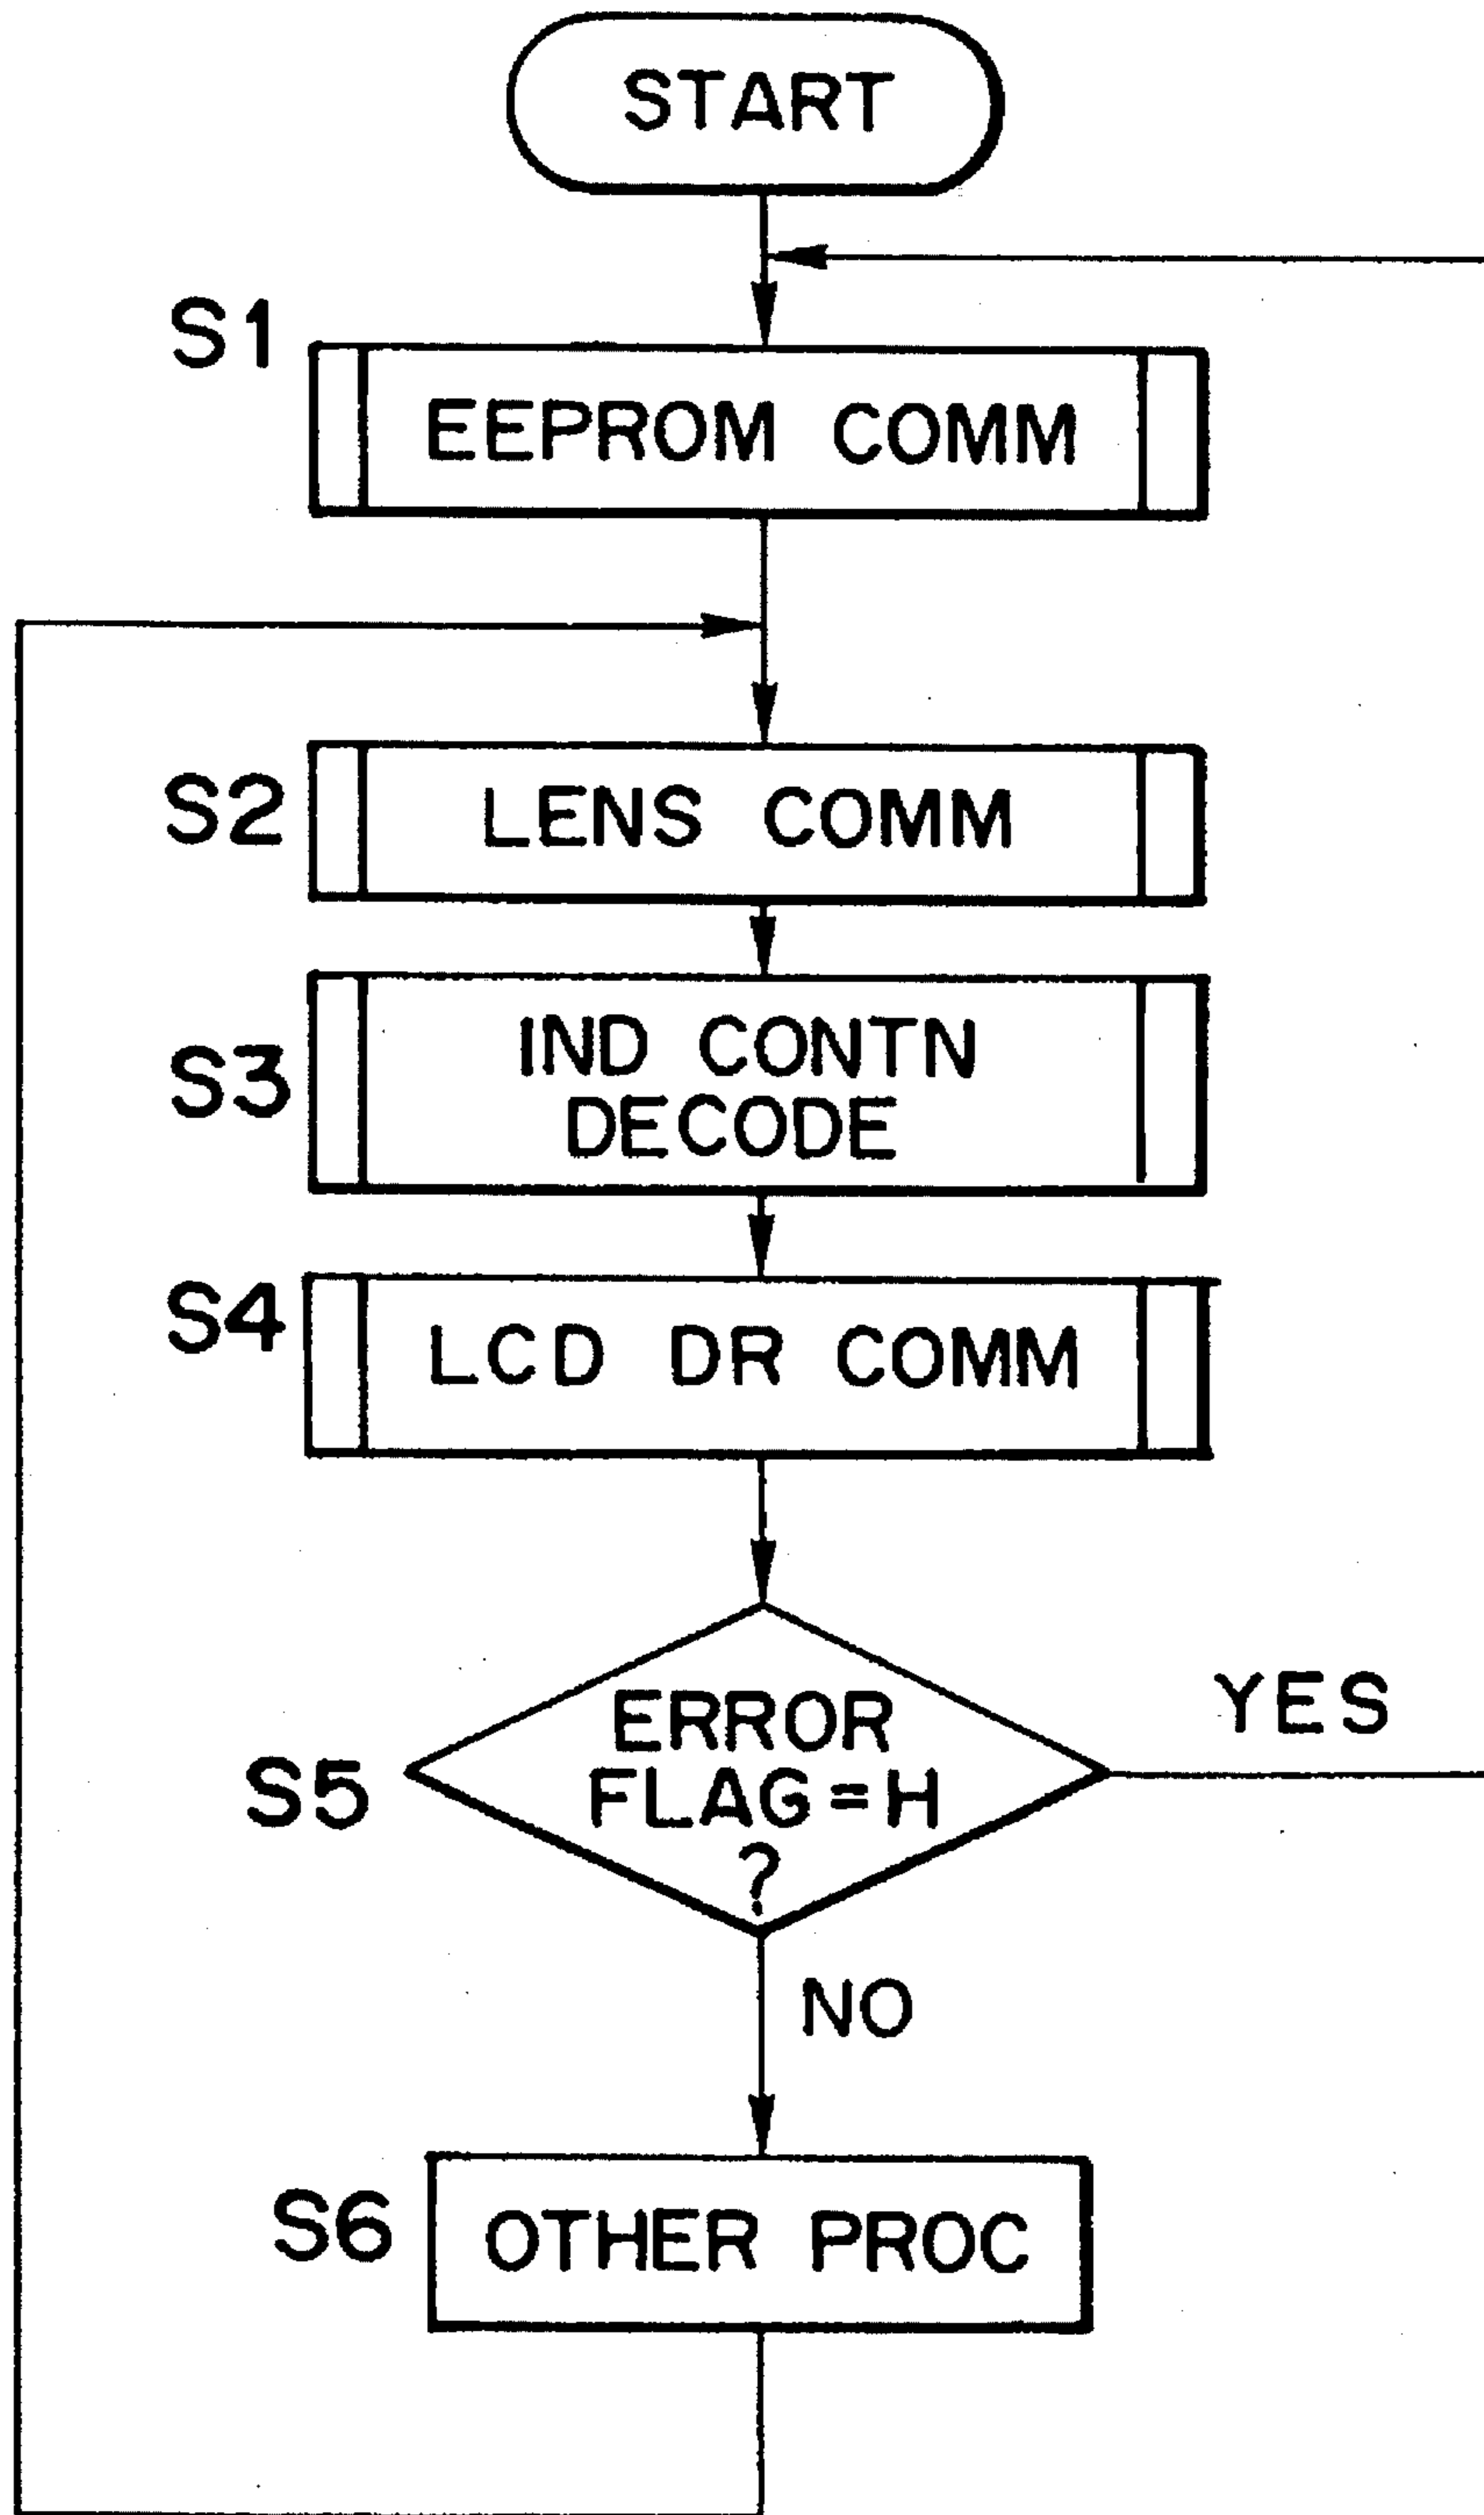 START
S1
EEPROM COMM
S2
LENS COMM
S3
IND CONTN
DECODE
S4
LCD DR COMM
S5
ERROR
FLAG=H
?
YES
NO
S6
OTHER PROC